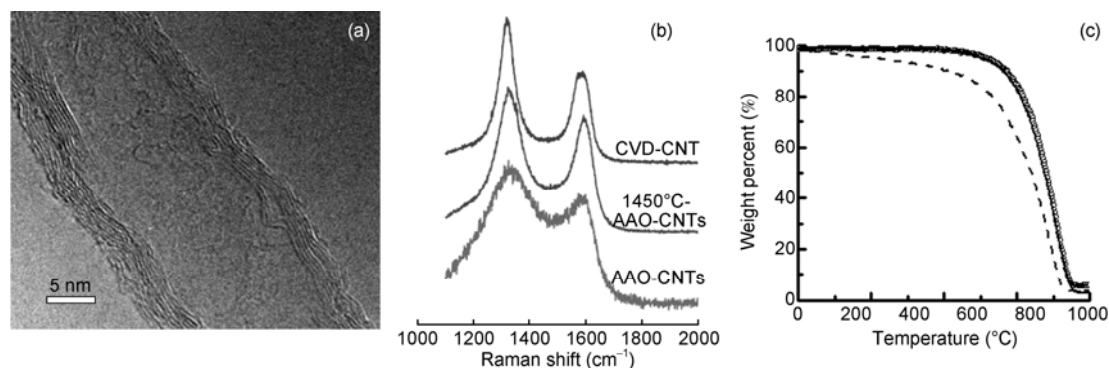 (a)
5 nm
(b)
CVD-CNT
1450°C-
AAO-CNTs
AAO-CNTs
1000 1200 1400 1600 1800 2000
Raman shift (cm⁻¹)
(c)
Weight percent (%)
100
80
60
40
20
0
0 200 400 600 800 1000
Temperature (°C)